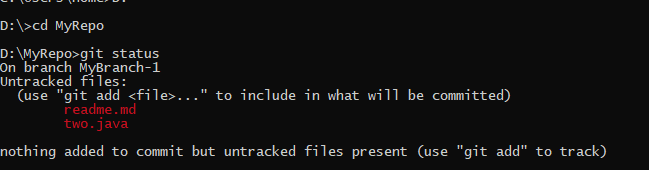 D:\>cd MyRepo
D:\MyRepo>git status
On branch MyBranch-1
Untracked files:
(use "git add <file>..." to include in what will be committed)
readme.md
two.java
nothing added to commit but untracked files present (use "git add" to track)